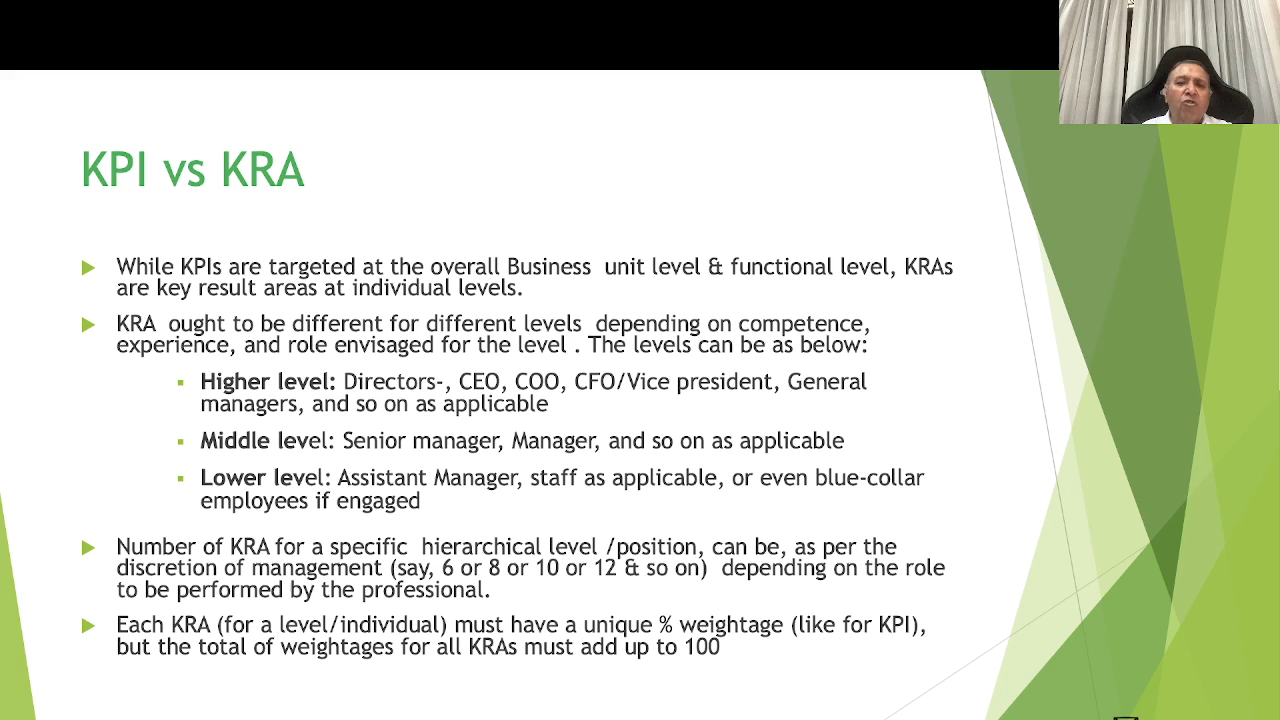 KPI vs KRA
While KPIs are targeted at the overall Business unit level & functional level, KRAs
are key result areas at individual levels.
KRA ought to be different for different levels depending on competence,
experience, and role envisaged for the level . The levels can be as below:
Higher level: Directors-, CEO, COO, CFO/Vice president, General
managers, and so on as applicable
Middle level: Senior manager, Manager, and so on as applicable
Lower level: Assistant Manager, staff as applicable, or even blue-collar
employees if engaged
Number of KRA for a specific hierarchical level /position, can be, as per the
discretion of management (say, 6 or 8 or 10 or 12 & so on) depending on the role
to be performed by the professional.
Each KRA (for a level/individual) must have a unique % weightage (like for KPI),
but the total of weightages for all KRAs must add up to 100